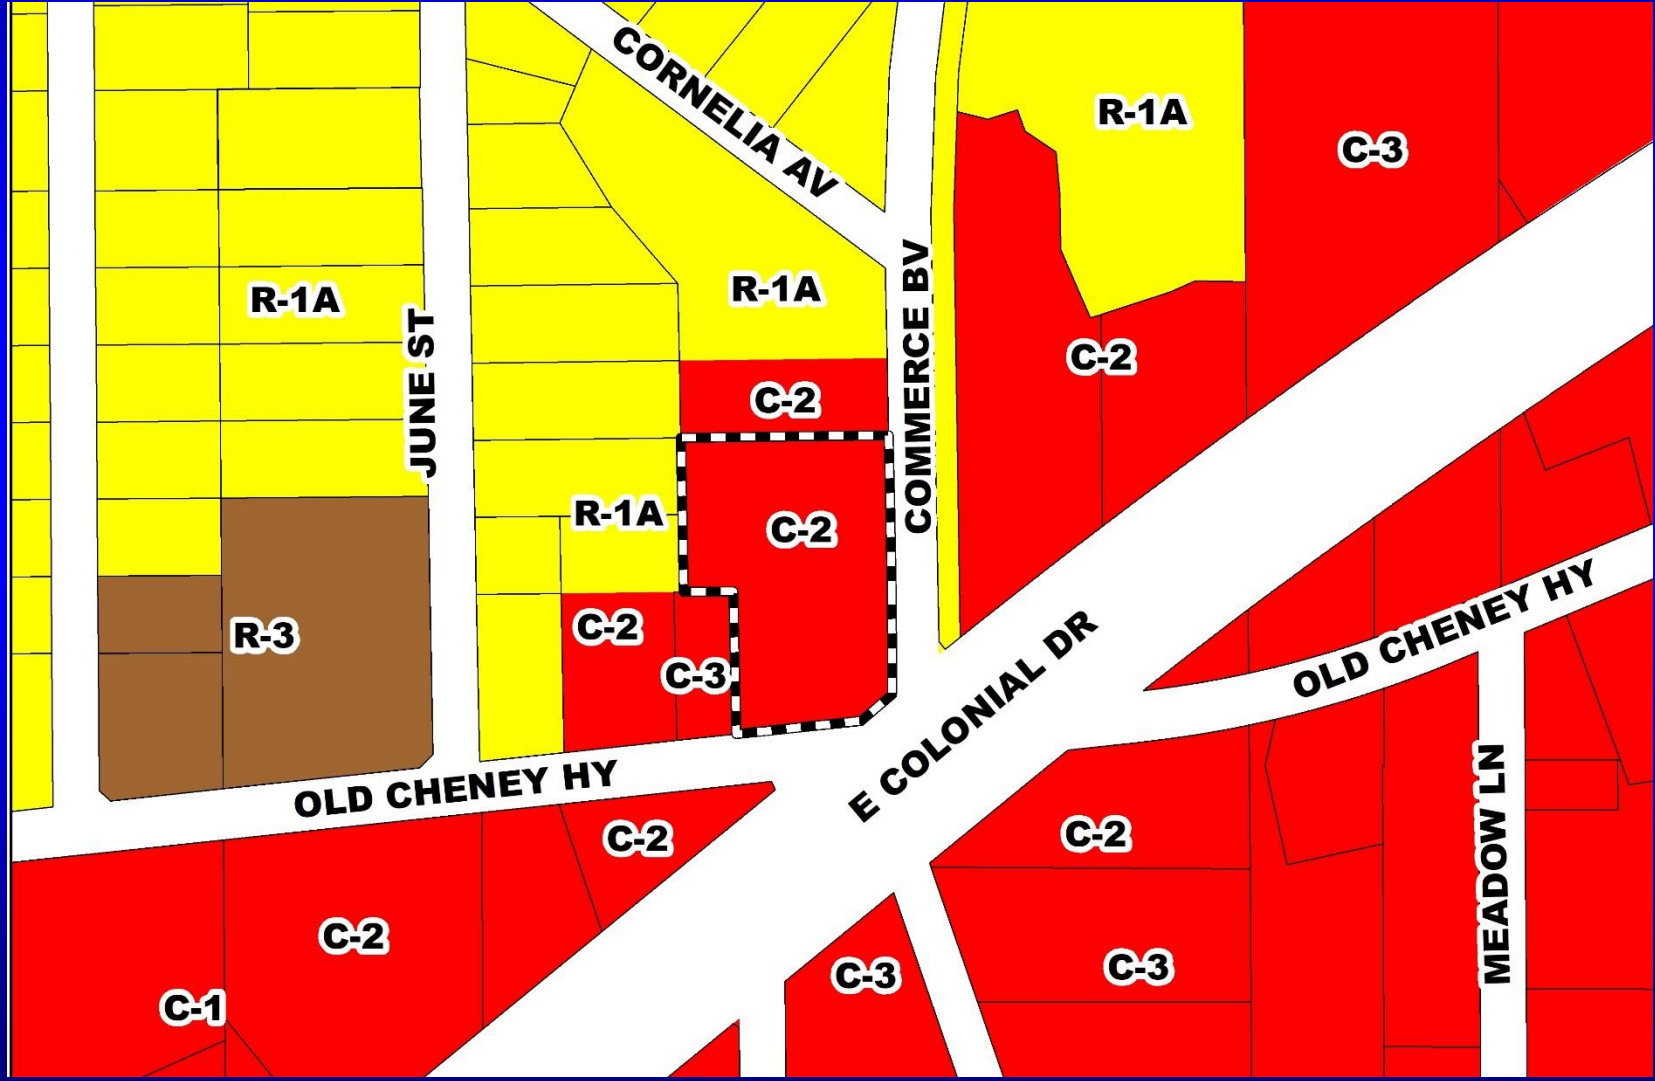 CORNELIA AV
R-1A
C-3
R-1A
R-1A
JUNE ST
COMMERCE BV
C-2
C-2
R-1A
C-2
C-2
R-3
C-3
OLD CHENEY HY
E COLONIAL DR
OLD CHENEY HY
C-2
C-2
MEADOW LN
C-2
C-3
C-3
C-1